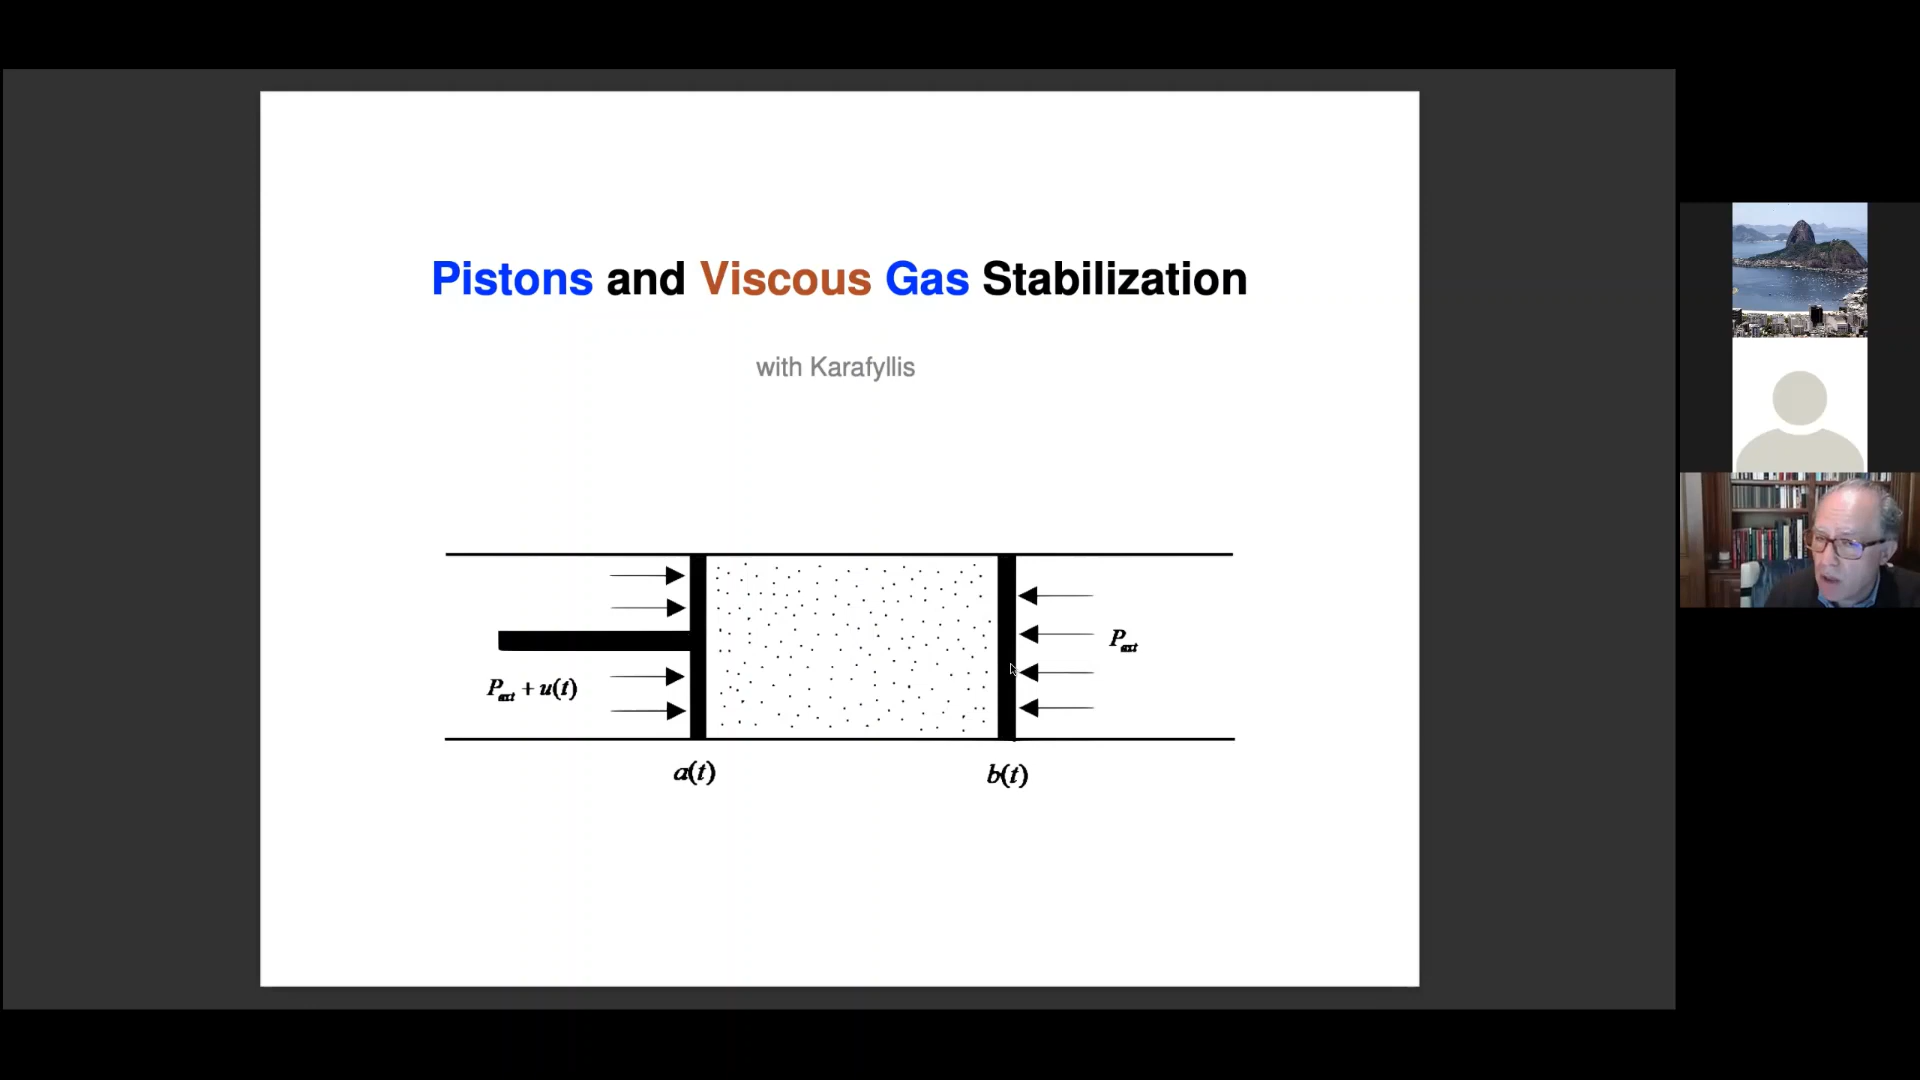 Pistons and Viscous Gas Stabilization
with Karafyllis
P_ext
P_ext + u(t)
a(t)
b(t)